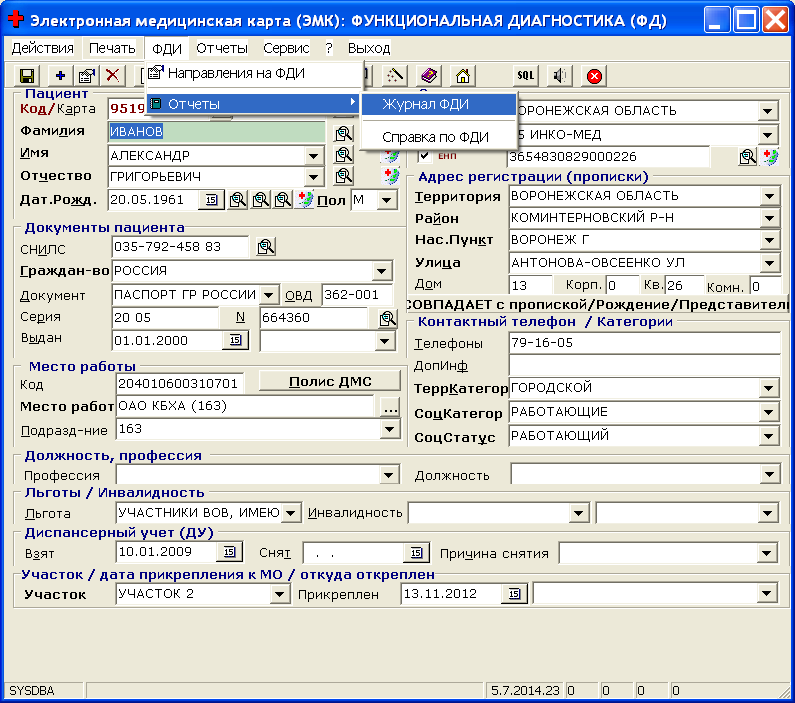 Электронная медицинская карта (ЭМК): ФУНКЦИОНАЛЬНАЯ ДИАГНОСТИКА (ФД)
Действия Печать ФДИ Отчеты Сервис ? Выход
SQL
Направления на ФДИ
Отчеты
Журнал ФДИ
Справка по ФДИ
Пациент
Код/Карта 9519
Фамилия ИВАНОВ
Имя АЛЕКСАНДР
Отчество ГРИГОРЬЕВИЧ
Дат.Рожд. 20.05.1961 15 Пол М
ОРОНЕЖСКАЯ ОБЛАСТЬ
ИНКО-МЕД
ЕНП 3654830829000226
Адрес регистрации (прописки)
Территория ВОРОНЕЖСКАЯ ОБЛАСТЬ
Район КОМИНТЕРНОВСКИЙ Р-Н
Нас.Пункт ВОРОНЕЖ Г
Улица АНТОНОВА-ОВСЕЕНКО УЛ
Дом 13 Корп. 0 Кв. 26 Комн. 0
СОВПАДАЕТ с пропиской/Рождение/Представител
Документы пациента
СНИЛС 035-792-458 83
Граждан-во РОССИЯ
Документ ПАСПОРТ ГР РОССИИ ОВД 362-001
Серия 20 05 N 664360
Выдан 01.01.2000 15
Контактный телефон / Категории
Телефоны 79-16-05
ДопИнф
ТеррКатегор ГОРОДСКОЙ
СоцКатегор РАБОТАЮЩИЕ
СоцСтатус РАБОТАЮЩИЙ
Место работы
Код 204010600310701 Полис ДМС
Место работ ОАО КБХА (163) ...
Подразд-ние 163
Должность, профессия
Профессия Должность
Льготы / Инвалидность
Льгота УЧАСТНИКИ ВОВ, ИМЕЮ Инвалидность
Диспансерный учет (ДУ)
Взят 10.01.2009 15 Снят . . 15 Причина снятия
Участок / дата прикрепления к МО / откуда откреплен
Участок УЧАСТОК 2 Прикреплен 13.11.2012 15
SYSDBA 5.7.2014.23 0 0 0 0